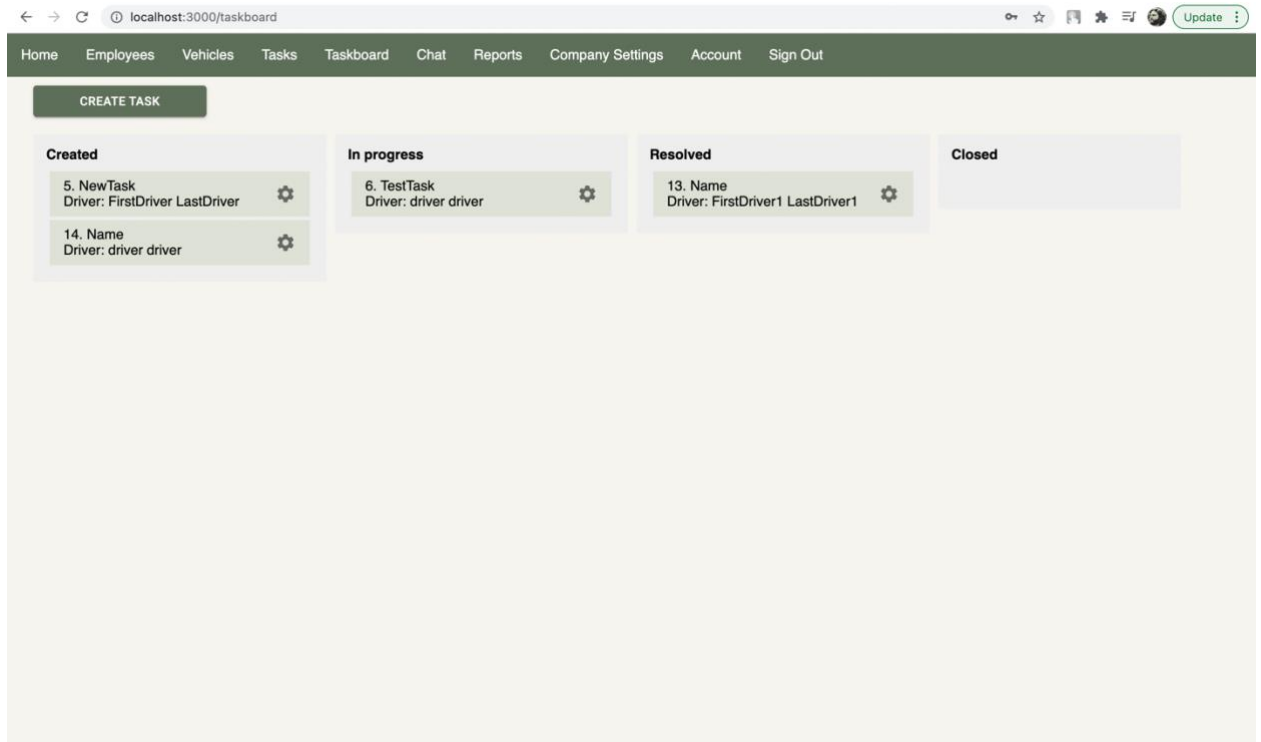 localhost:3000/taskboard
Update
Home Employees Vehicles Tasks Taskboard Chat Reports Company Settings Account Sign Out
CREATE TASK
Created
5. NewTask
Driver: FirstDriver LastDriver
14. Name
Driver: driver driver
In progress
6. TestTask
Driver: driver driver
Resolved
13. Name
Driver: FirstDriver1 LastDriver1
Closed